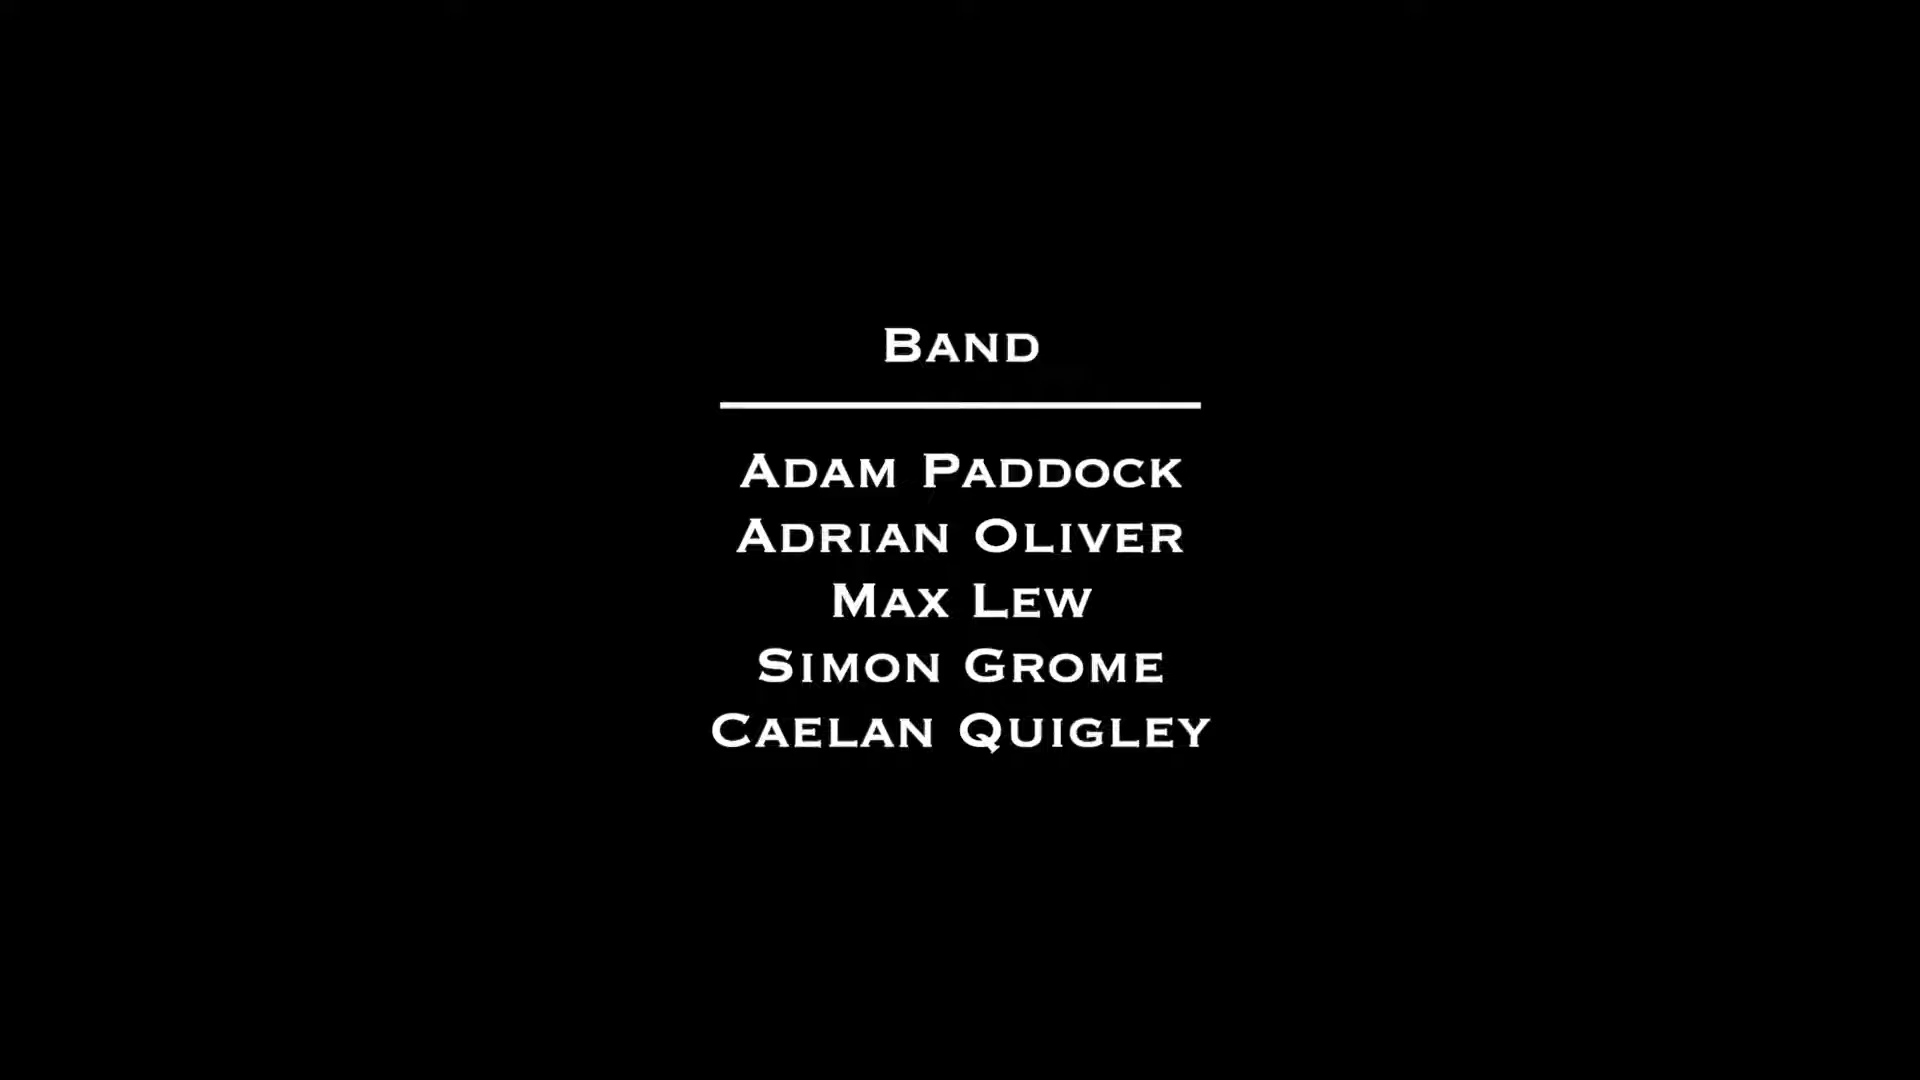 Band
Adam Paddock
Adrian Oliver
Max Lew
Simon Grome
Caelan Quigley